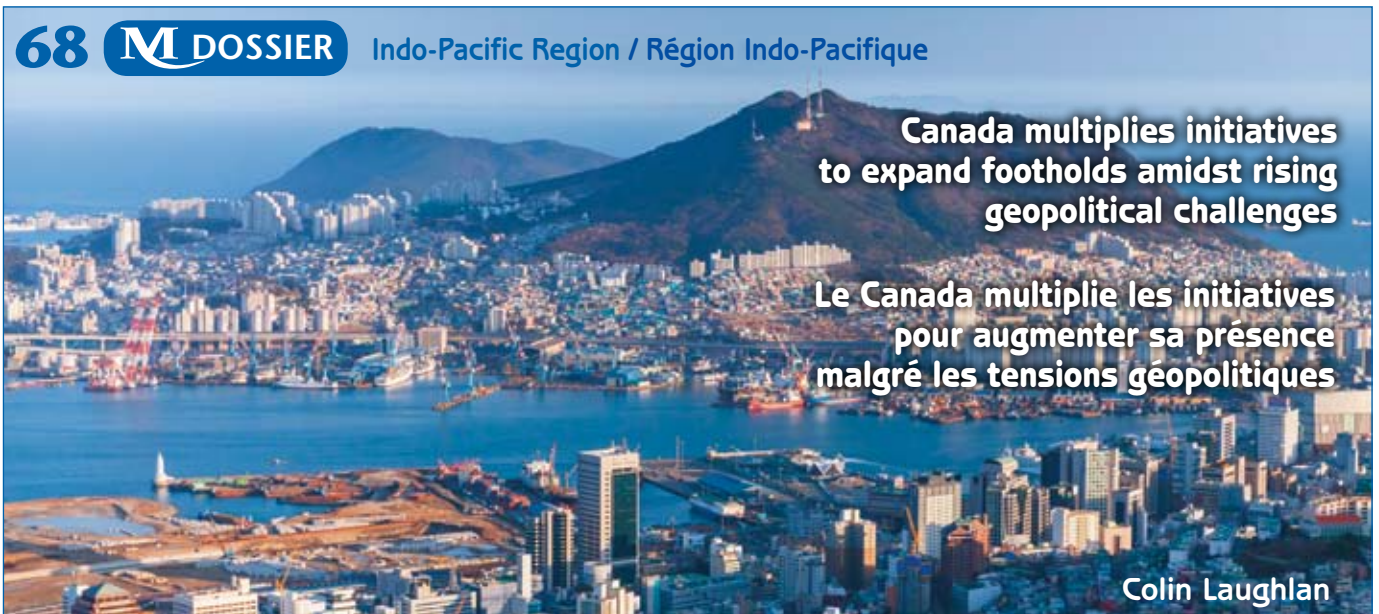 68 M DOSSIER Indo-Pacific Region / Région Indo-Pacifique
Canada multiplies initiatives
to expand footholds amidst rising
geopolitical challenges
Le Canada multiplie les initiatives
pour augmenter sa présence
malgré les tensions géopolitiques
Colin Laughlan